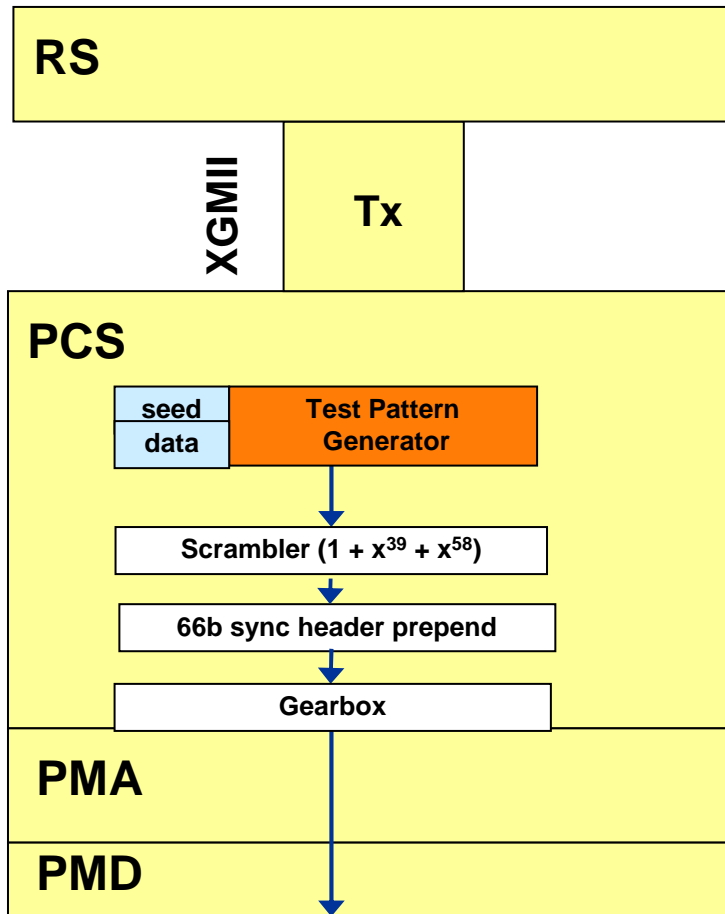 RS
XGMII
Tx
PCS
seed
data
Test Pattern
Generator
Scrambler (1 + x³⁹ + x⁵⁸)
66b sync header prepend
Gearbox
PMA
PMD